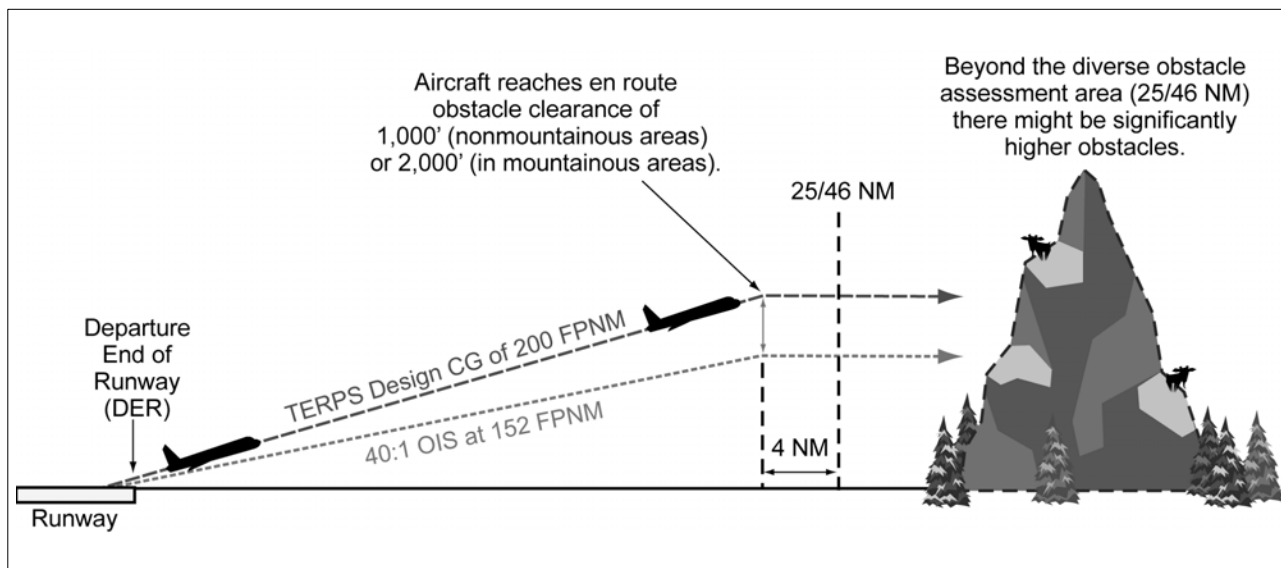 Aircraft reaches en route
obstacle clearance of
1,000’ (nonmountainous areas)
or 2,000’ (in mountainous areas).
Beyond the diverse obstacle
assessment area (25/46 NM)
there might be significantly
higher obstacles.
25/46 NM
Departure
End of
Runway
(DER)
TERPS Design CG of 200 FPNM
40:1 OIS at 152 FPNM
4 NM
Runway